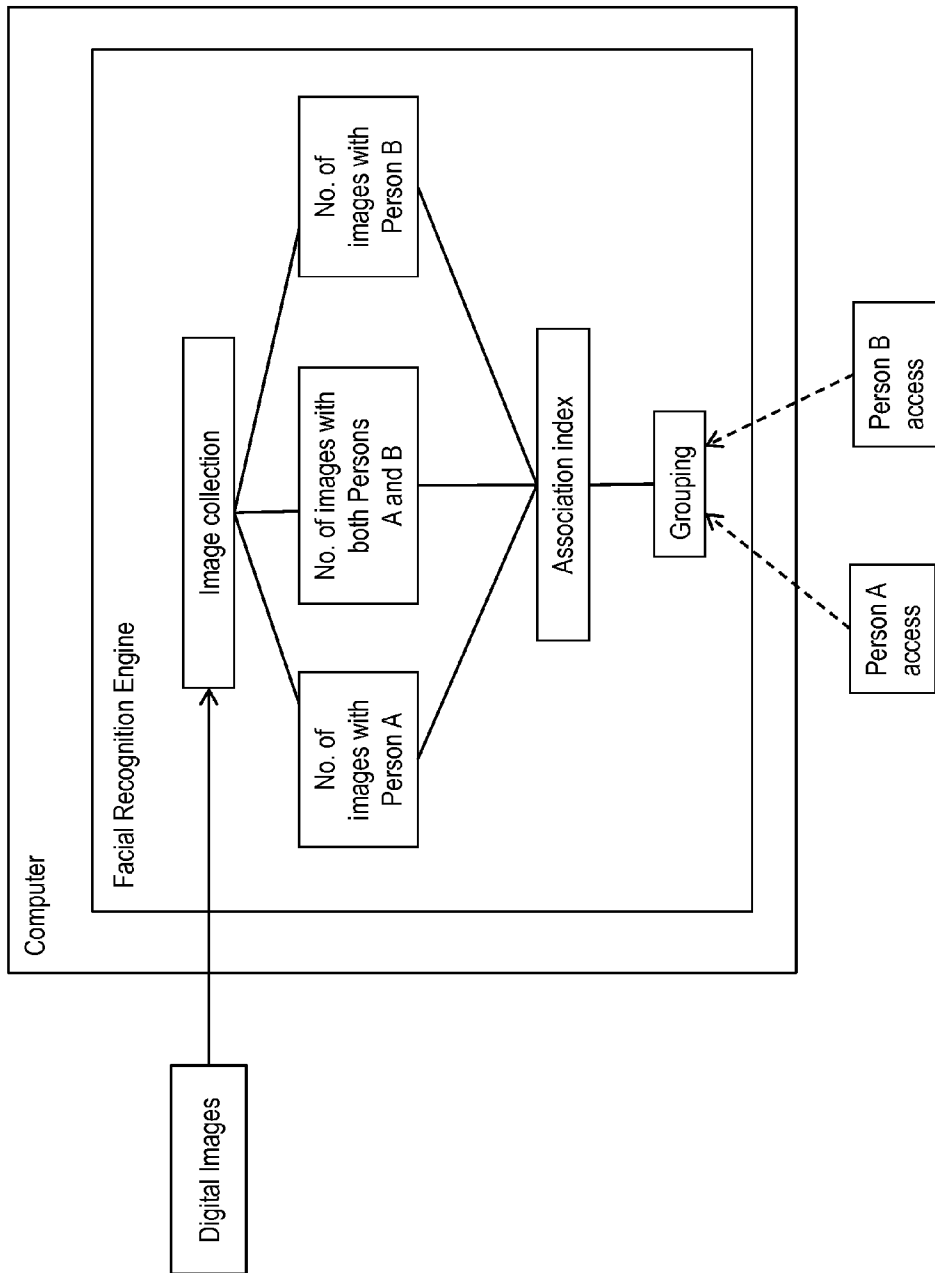 Computer
Facial Recognition Engine
Digital Images
Image collection
No. of
images with
Person A
No. of images with
both Persons
A and B
No. of
images with
Person B
Association index
Grouping
Person A
access
Person B
access